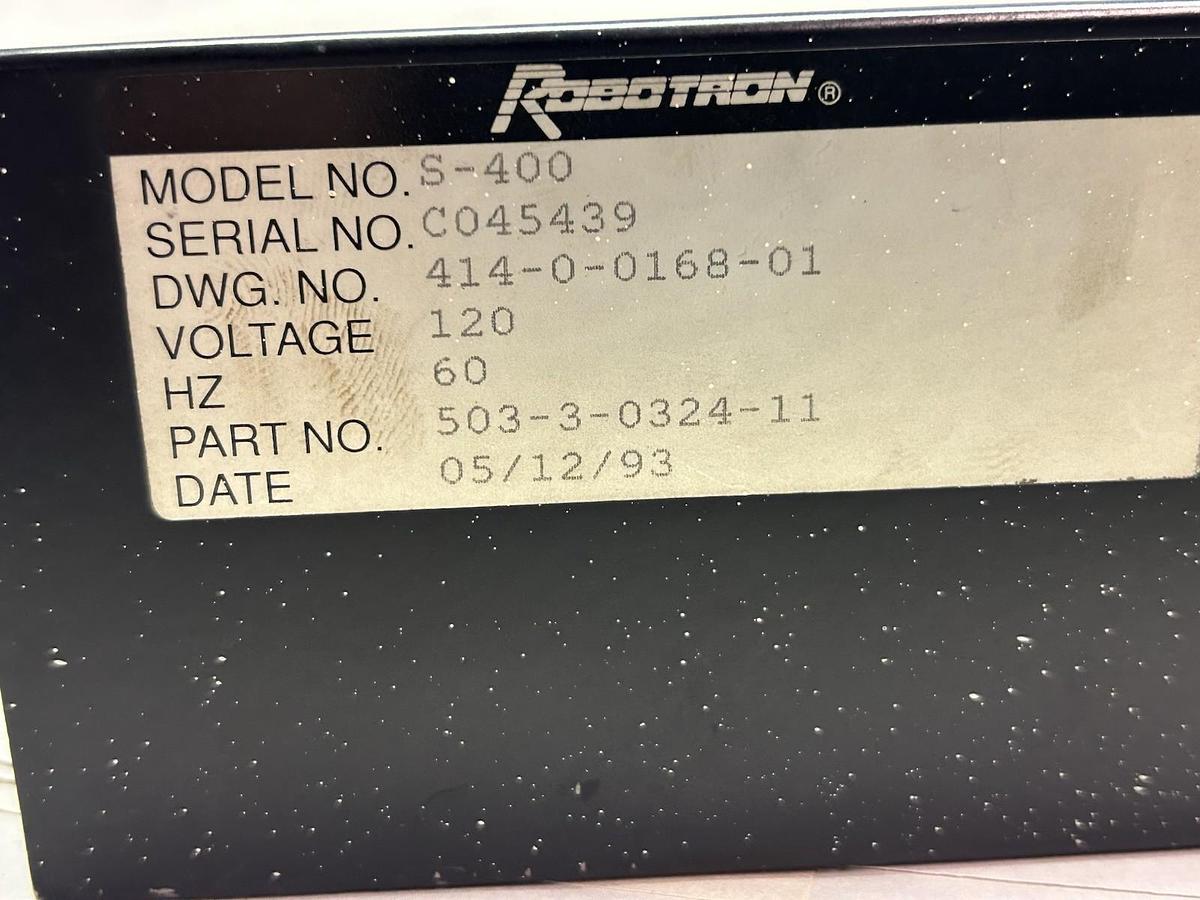 ROBOTRON®
MODEL NO. S-400
SERIAL NO. C045439
DWG. NO. 414-0-0168-01
VOLTAGE 120
HZ 60
PART NO. 503-3-0324-11
DATE 05/12/93